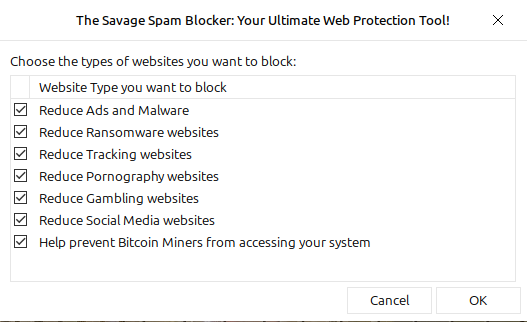 The Savage Spam Blocker: Your Ultimate Web Protection Tool!
Choose the types of websites you want to block:
Website Type you want to block
Reduce Ads and Malware
Reduce Ransomware websites
Reduce Tracking websites
Reduce Pornography websites
Reduce Gambling websites
Reduce Social Media websites
Help prevent Bitcoin Miners from accessing your system
Cancel OK